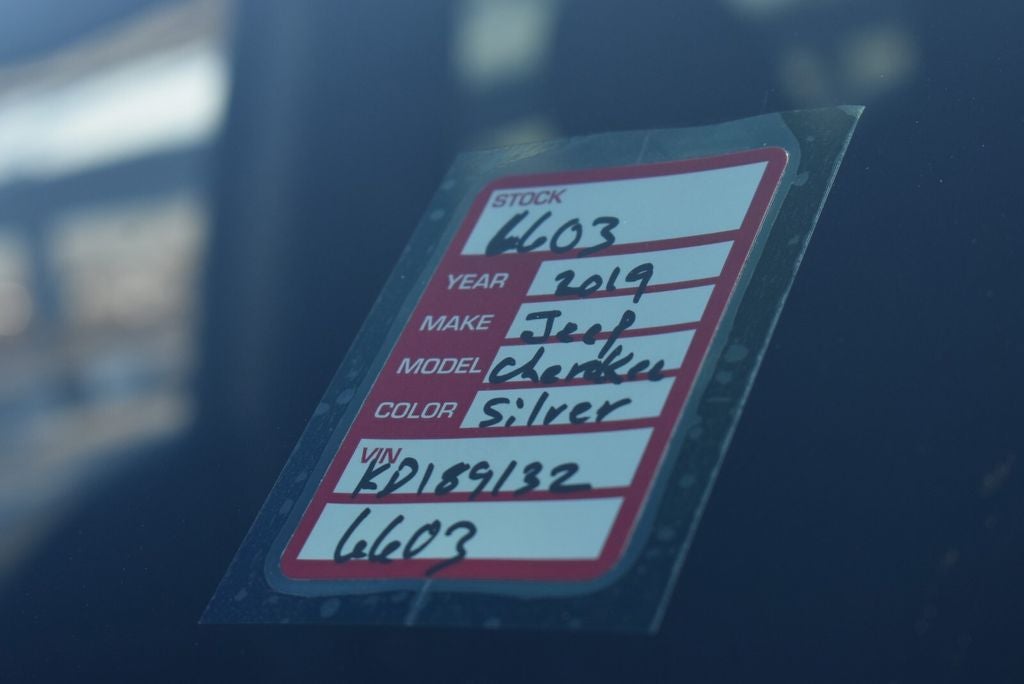 STOCK
6603
YEAR 2019
MAKE Jeep
MODEL Cherokee
COLOR Silver
VIN
KD189132
6603